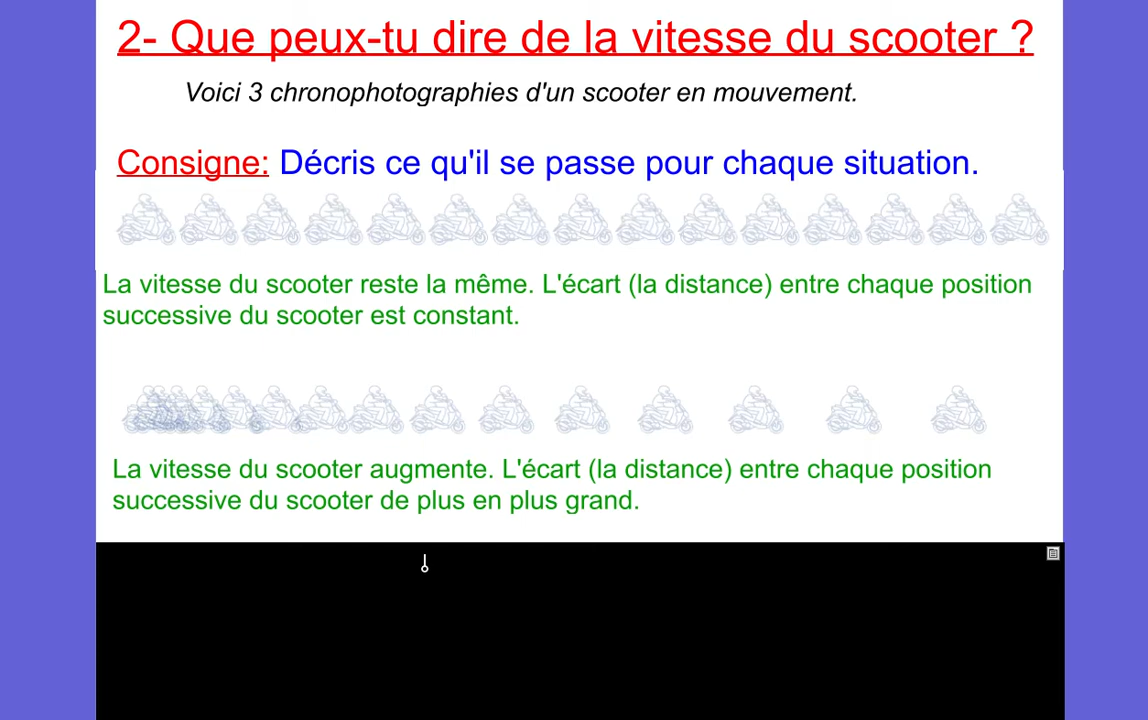 2- Que peux-tu dire de la vitesse du scooter ?
Voici 3 chronophotographies d'un scooter en mouvement.
Consigne: Décris ce qu'il se passe pour chaque situation.
La vitesse du scooter reste la même. L'écart (la distance) entre chaque position
successive du scooter est constant.
La vitesse du scooter augmente. L'écart (la distance) entre chaque position
successive du scooter de plus en plus grand.